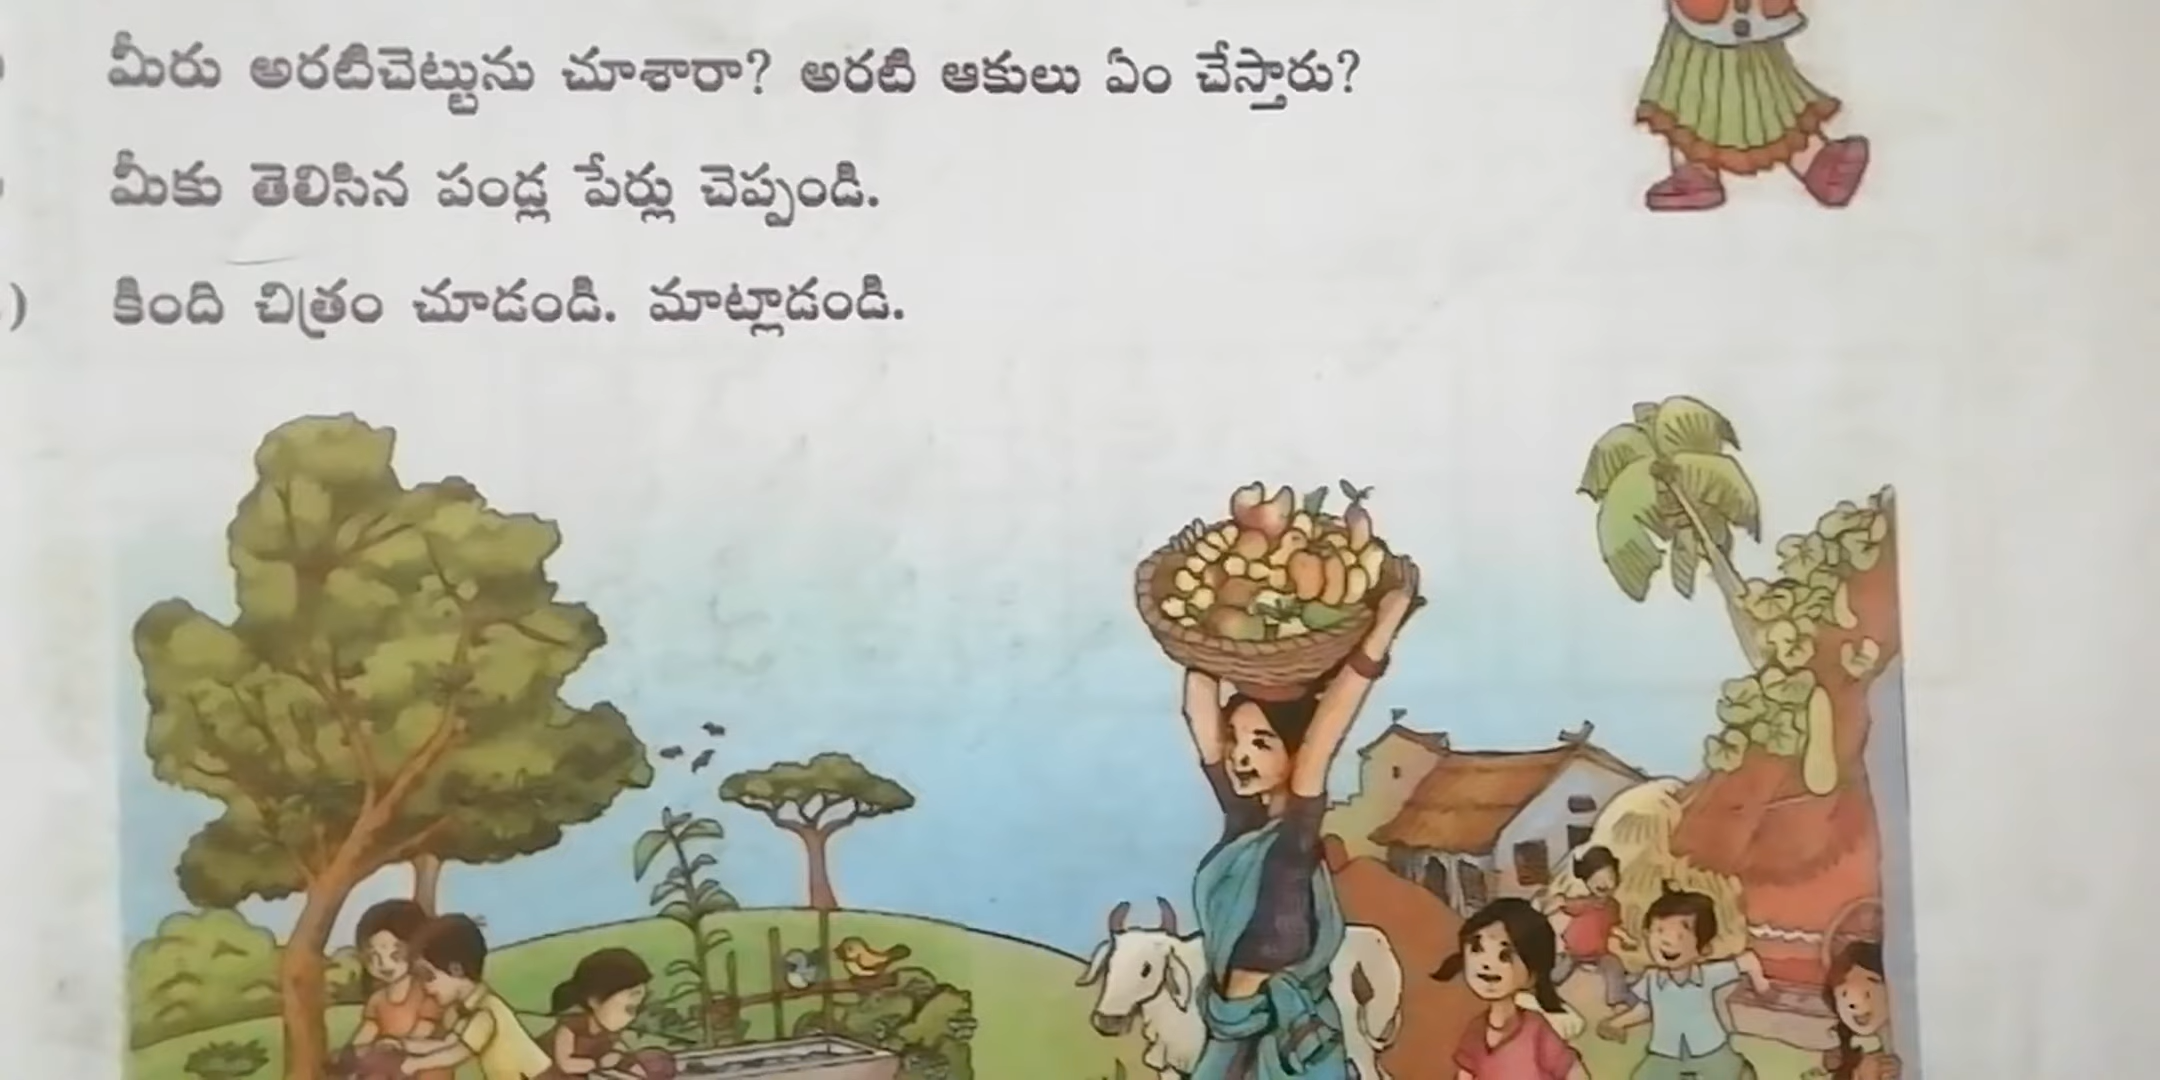 మీరు అరటిచెట్టును చూశారా? అరటి ఆకులు ఏం చేస్తారు?
మీకు తెలిసిన పండ్ల పేర్లు చెప్పండి.
) కింది చిత్రం చూడండి. మాట్లాడండి.